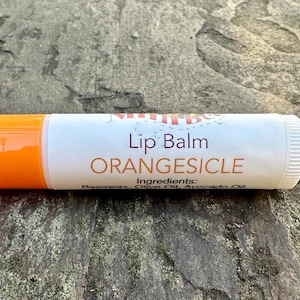 Lip Balm
ORANGESICLE
Ingredients:
Beeswax, Olive Oil, Avocado Oil,